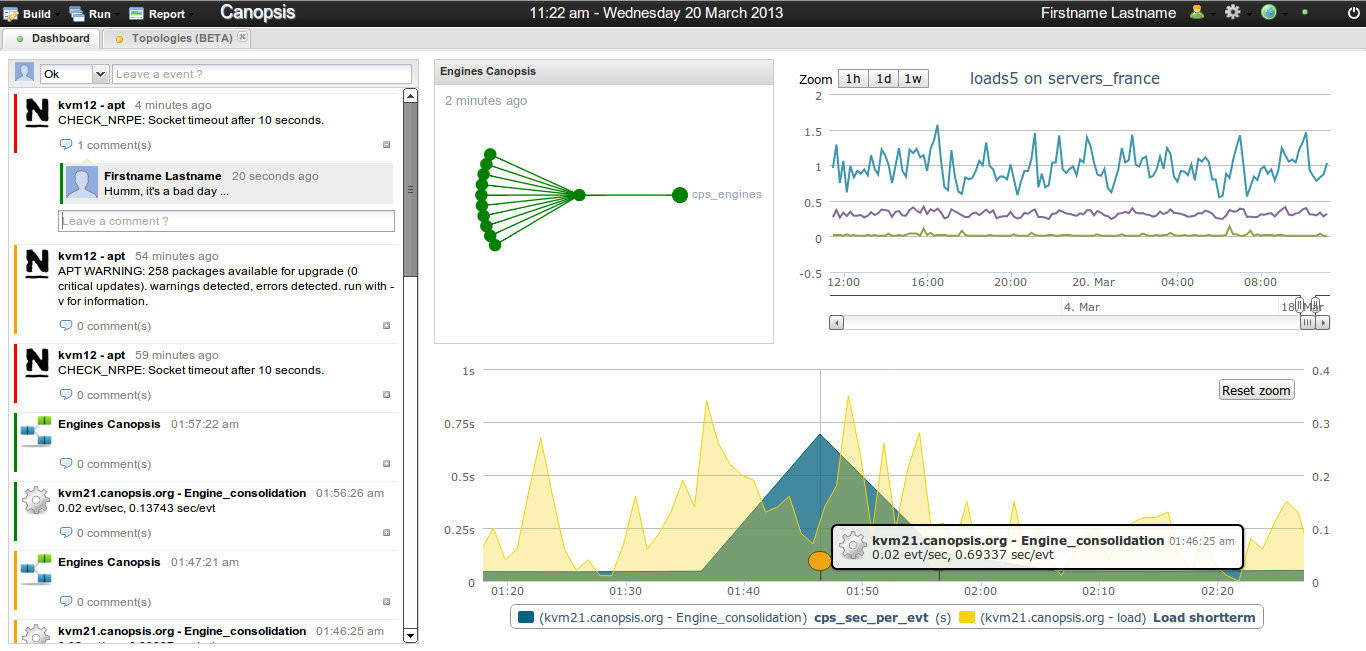 Build Run Report Canopsis 11:22 am - Wednesday 20 March 2013 Firstname Lastname
Dashboard Topologies (BETA)
Ok Leave a event ?
kvm12 - apt 4 minutes ago
CHECK_NRPE: Socket timeout after 10 seconds.
1 comment(s)
Firstname Lastname 20 seconds ago
Humm, it's a bad day ...
Leave a comment ?
kvm12 - apt 54 minutes ago
APT WARNING: 258 packages available for upgrade (0
critical updates). warnings detected, errors detected. run with -
v for information.
0 comment(s)
kvm12 - apt 59 minutes ago
CHECK_NRPE: Socket timeout after 10 seconds.
0 comment(s)
Engines Canopsis 01:57:22 am
0 comment(s)
kvm21.canopsis.org - Engine_consolidation 01:56:26 am
0.02 evt/sec, 0.13743 sec/evt
0 comment(s)
Engines Canopsis 01:47:21 am
0 comment(s)
kvm21.canopsis.org - Engine_consolidation 01:46:25 am
Engines Canopsis
2 minutes ago
cps_engines
Zoom 1h 1d 1w loads5 on servers_france
2
1.5
1
0.5
0
-0.5
12:00 16:00 20:00 20. Mar 04:00 08:00
4. Mar 18. Mar
1s 0.4
Reset zoom
0.75s 0.3
0.5s 0.2
0.25s 0.1
kvm21.canopsis.org - Engine_consolidation 01:46:25 am
0.02 evt/sec, 0.69337 sec/evt
0 0
01:20 01:30 01:40 01:50 02:00 02:10 02:20
(kvm21.canopsis.org - Engine_consolidation) cps_sec_per_evt (s) (kvm21.canopsis.org - load) Load shortterm